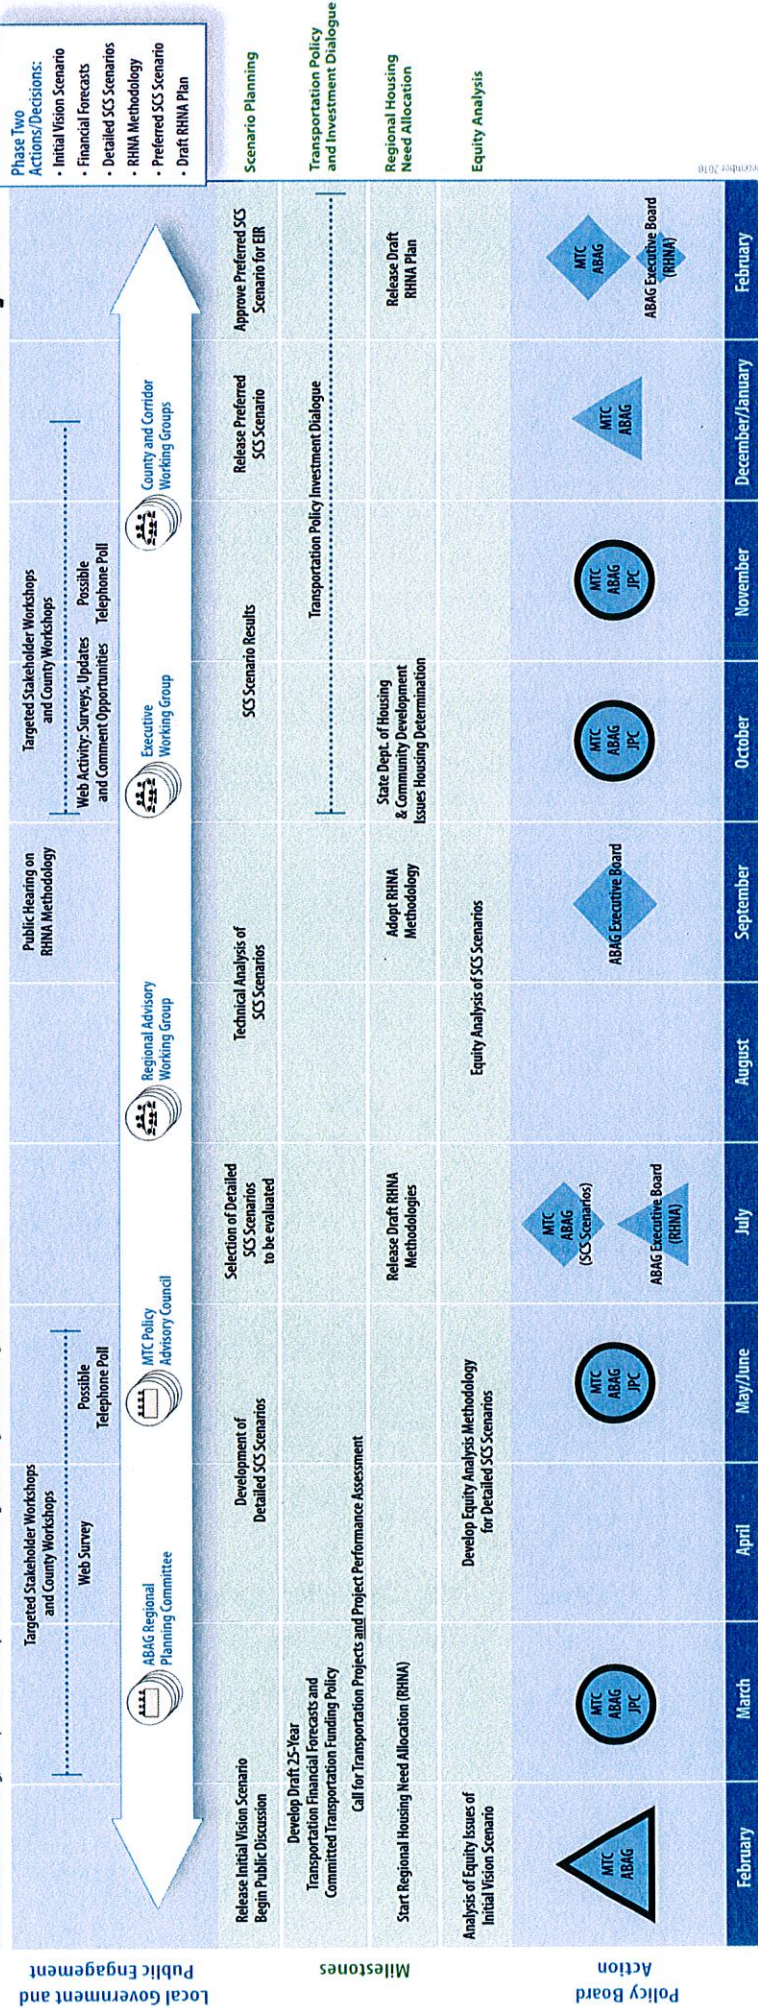 Local Government and
Public Engagement
Targeted Stakeholder Workshops
and County Workshops
Web Survey
Possible
Telephone Poll
Public Hearing on
RHNA Methodology
Targeted Stakeholder Workshops
and County Workshops
Web Activity: Surveys, Updates
and Comment Opportunities
Possible
Telephone Poll
ABAG Regional
Planning Committee
MTC Policy
Advisory Council
Regional Advisory
Working Group
Executive
Working Group
County and Corridor
Working Groups
Phase Two
Actions/Decisions:
• Initial Vision Scenario
• Financial Forecasts
• Detailed SCS Scenarios
• RHNA Methodology
• Preferred SCS Scenario
• Draft RHNA Plan
Milestones
Release Initial Vision Scenario
Begin Public Discussion
Development of
Detailed SCS Scenarios
Selection of Detailed
SCS Scenarios
to be evaluated
Technical Analysis of
SCS Scenarios
SCS Scenario Results
Release Preferred
SCS Scenario
Approve Preferred SCS
Scenario for EIR
Scenario Planning
Develop Draft 25-Year
Transportation Financial Forecasts and
Committed Transportation Funding Policy
Call for Transportation Projects and Project Performance Assessment
Transportation Policy Investment Dialogue
Transportation Policy
and Investment Dialogue
Start Regional Housing Need Allocation (RHNA)
Release Draft RHNA
Methodologies
Adopt RHNA
Methodology
State Dept. of Housing
& Community Development
Issues Housing Determination
Release Draft
RHNA Plan
Regional Housing
Need Allocation
Analysis of Equity Issues of
Initial Vision Scenario
Develop Equity Analysis Methodology
for Detailed SCS Scenarios
Equity Analysis of SCS Scenarios
Equity Analysis
Policy Board
Action
MTC
ABAG
MTC
ABAG
JPC
MTC
ABAG
JPC
MTC
ABAG
(SCS Scenarios)
ABAG Executive Board
(RHNA)
ABAG Executive Board
MTC
ABAG
JPC
MTC
ABAG
JPC
MTC
ABAG
MTC
ABAG
ABAG Executive Board
(RHNA)
February
March
April
May/June
July
August
September
October
November
December/January
February